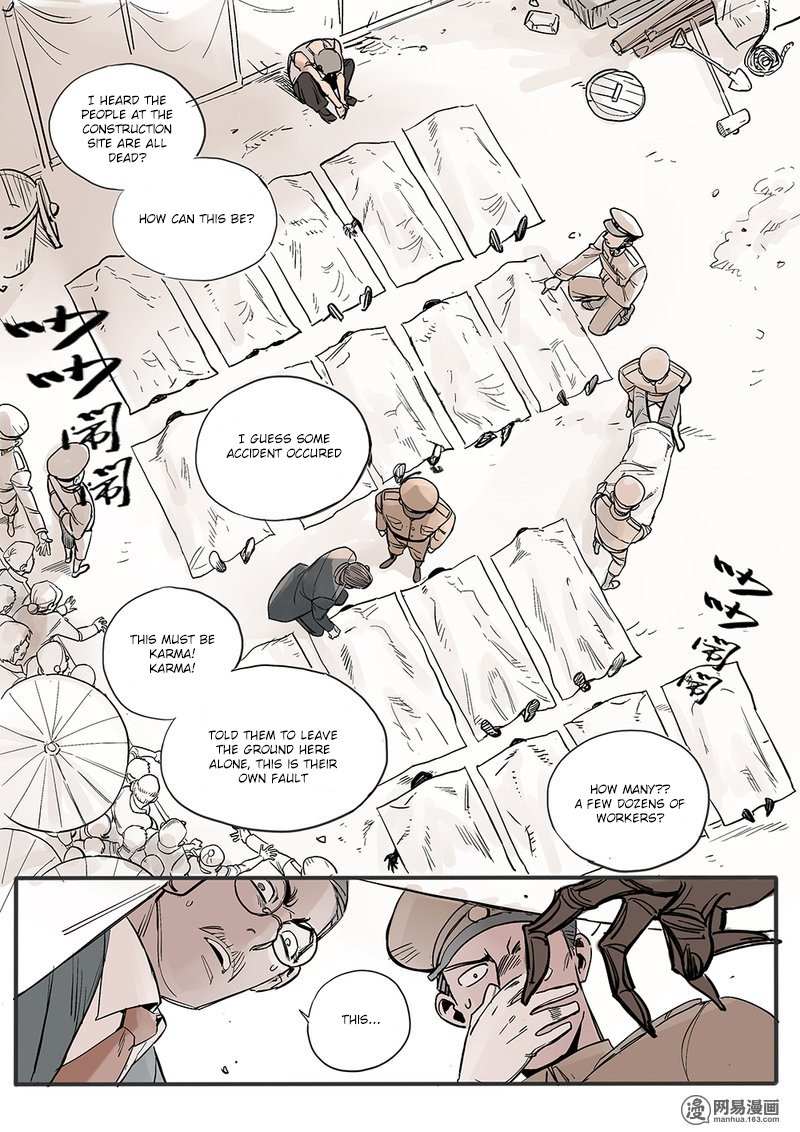 I HEARD THE
PEOPLE AT THE
CONSTRUCTION
SITE ARE ALL
DEAD?
HOW CAN THIS BE?
吵
吵
闹
闹
I GUESS SOME
ACCIDENT OCCURED
吵
吵
闹
闹
THIS MUST BE
KARMA!
KARMA!
TOLD THEM TO LEAVE
THE GROUND HERE
ALONE, THIS IS THEIR
OWN FAULT
HOW MANY??
A FEW DOZENS OF
WORKERS?
THIS...
漫 网易漫画
manhua.163.com